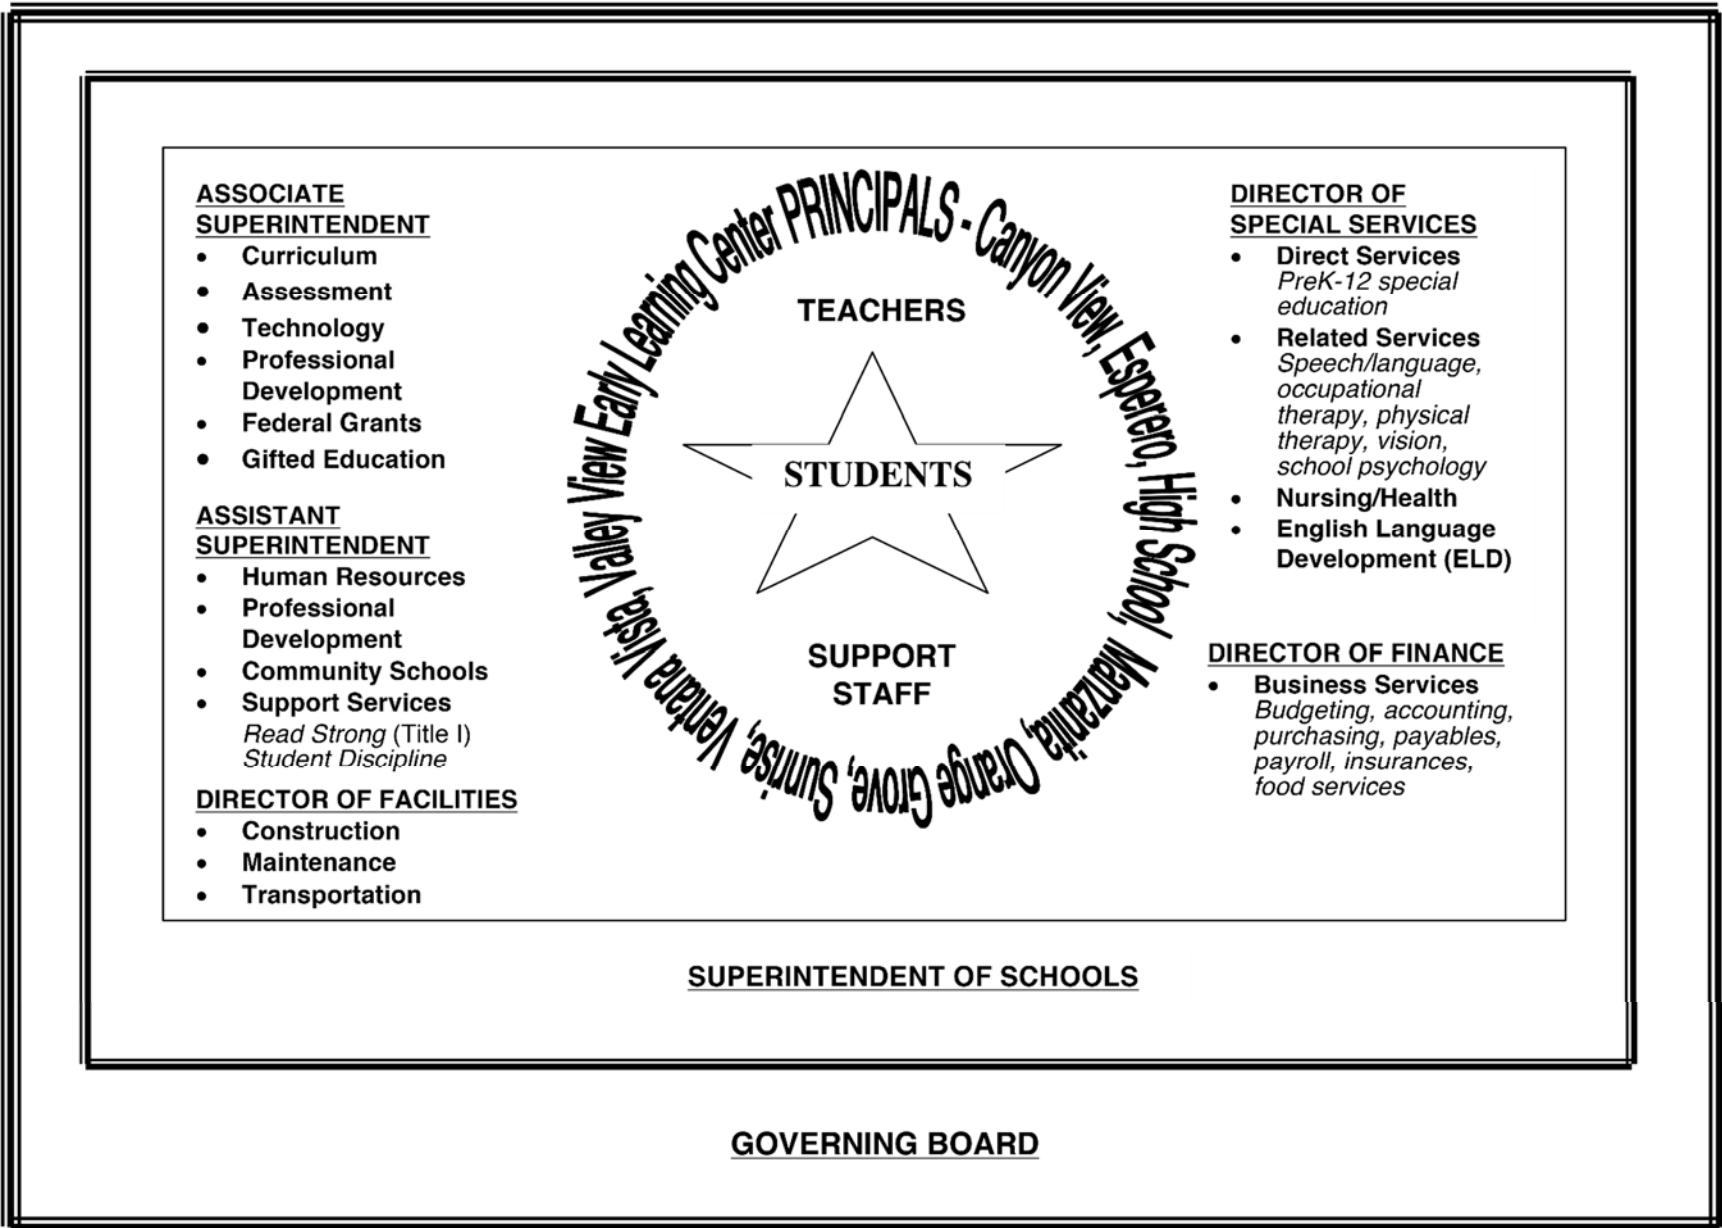 ASSOCIATE
SUPERINTENDENT
• Curriculum
• Assessment
• Technology
• Professional
Development
• Federal Grants
• Gifted Education
ASSISTANT
SUPERINTENDENT
• Human Resources
• Professional
Development
• Community Schools
• Support Services
Read Strong (Title I)
Student Discipline
DIRECTOR OF FACILITIES
• Construction
• Maintenance
• Transportation
PRINCIPALS - Canyon View, Esperero, High School, Manzanita, Orange Grove, Sunrise, Ventana Vista, Valley View Early Learning Center
TEACHERS
STUDENTS
SUPPORT
STAFF
DIRECTOR OF
SPECIAL SERVICES
• Direct Services
PreK-12 special
education
• Related Services
Speech/language,
occupational
therapy, physical
therapy, vision,
school psychology
• Nursing/Health
• English Language
Development (ELD)
DIRECTOR OF FINANCE
• Business Services
Budgeting, accounting,
purchasing, payables,
payroll, insurances,
food services
SUPERINTENDENT OF SCHOOLS
GOVERNING BOARD